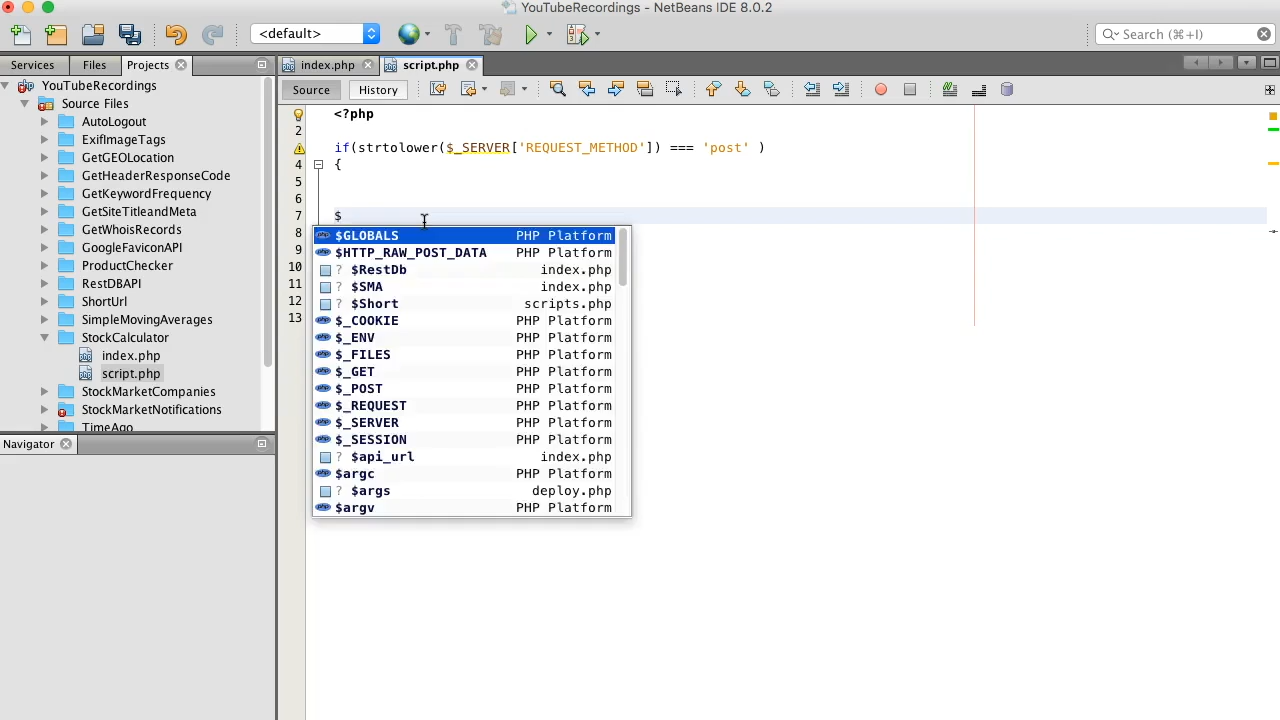 YouTubeRecordings - NetBeans IDE 8.0.2
<default>
Search (⌘+I)
Services
Files
Projects
index.php
script.php
Source
History
YouTubeRecordings
Source Files
AutoLogout
ExifImageTags
GetGEOLocation
GetHeaderResponseCode
GetKeywordFrequency
GetSiteTitleandMeta
GetWhoisRecords
GoogleFaviconAPI
ProductChecker
RestDBAPI
ShortUrl
SimpleMovingAverages
StockCalculator
index.php
script.php
StockMarketCompanies
StockMarketNotifications
TimeAgo
Navigator
<?php
2
if(strtolower($_SERVER['REQUEST_METHOD']) === 'post' )
4 {
5
6
7 $
8
9
10
11
12
13
$GLOBALS PHP Platform
$HTTP_RAW_POST_DATA PHP Platform
? $RestDb index.php
? $SMA index.php
? $Short scripts.php
$_COOKIE PHP Platform
$_ENV PHP Platform
$_FILES PHP Platform
$_GET PHP Platform
$_POST PHP Platform
$_REQUEST PHP Platform
$_SERVER PHP Platform
$_SESSION PHP Platform
? $api_url index.php
$argc PHP Platform
? $args deploy.php
$argv PHP Platform